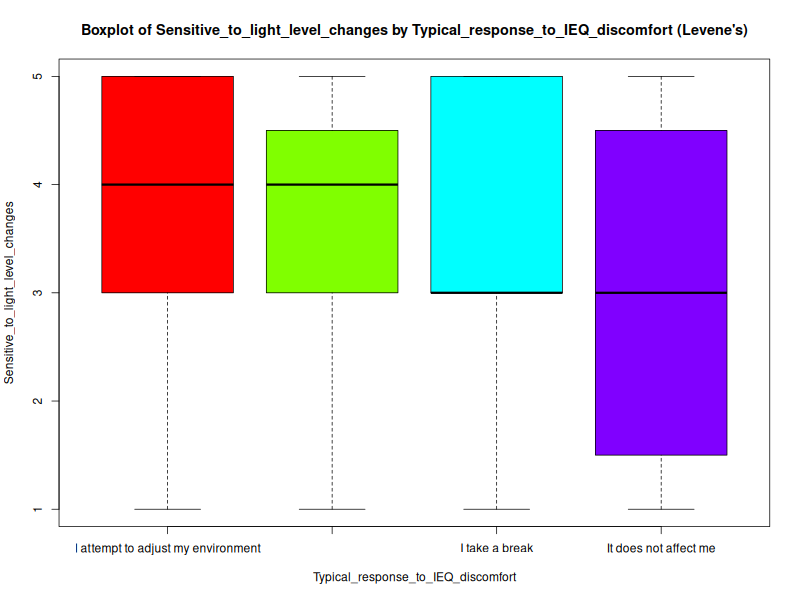 Boxplot of Sensitive_to_light_level_changes by Typical_response_to_IEQ_discomfort (Levene's)
Sensitive_to_light_level_changes
5
4
3
2
1
I attempt to adjust my environment
I take a break
It does not affect me
Typical_response_to_IEQ_discomfort